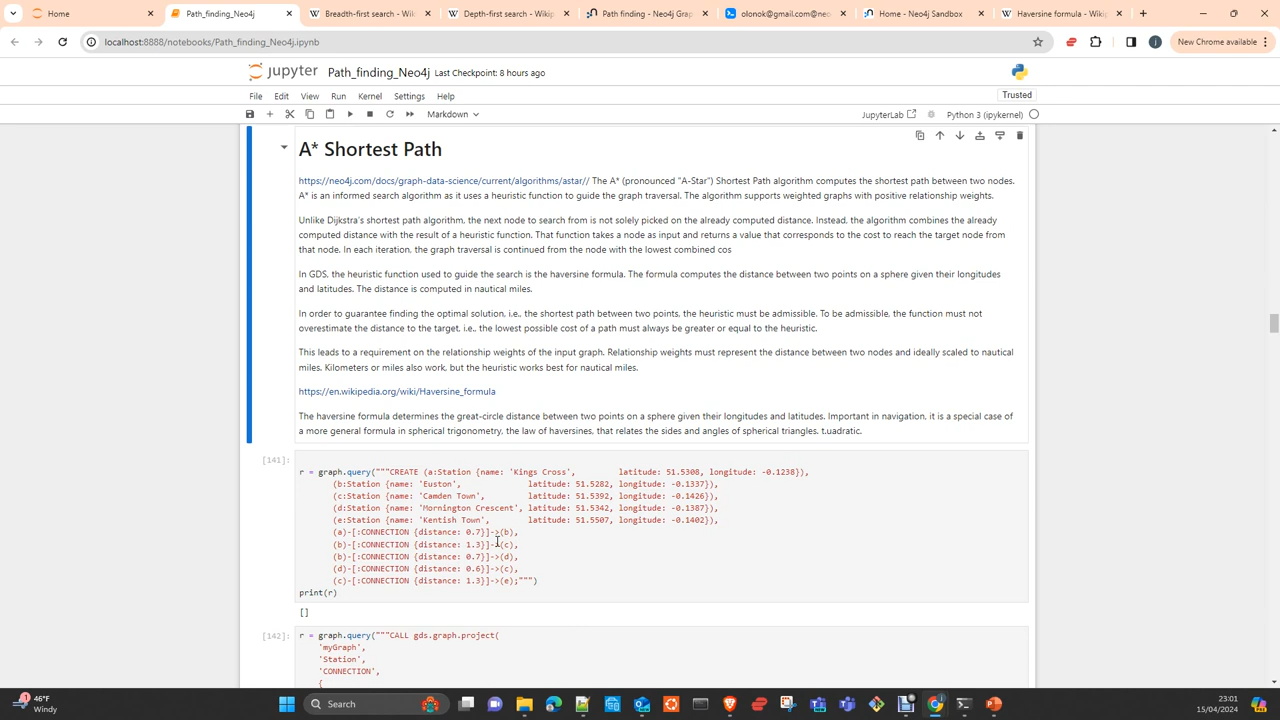 Home
Path_finding_Neo4j
Breadth-first search - Wiki
Depth-first search - Wikip
Path finding - Neo4j Grap
olonok@gmail.com@neo
Home - Neo4j Sandbox
Haversine formula - Wikip
localhost:8888/notebooks/Path_finding_Neo4j.ipynb
New Chrome available
jupyter Path_finding_Neo4j Last Checkpoint: 8 hours ago
File Edit View Run Kernel Settings Help
Trusted
Markdown
JupyterLab
Python 3 (ipykernel)
A* Shortest Path
https://neo4j.com/docs/graph-data-science/current/algorithms/astar// The A* (pronounced "A-Star") Shortest Path algorithm computes the shortest path between two nodes.
A* is an informed search algorithm as it uses a heuristic function to guide the graph traversal. The algorithm supports weighted graphs with positive relationship weights.
Unlike Dijkstra's shortest path algorithm, the next node to search from is not solely picked on the already computed distance. Instead, the algorithm combines the already
computed distance with the result of a heuristic function. That function takes a node as input and returns a value that corresponds to the cost to reach the target node from
that node. In each iteration, the graph traversal is continued from the node with the lowest combined cos
In GDS, the heuristic function used to guide the search is the haversine formula. The formula computes the distance between two points on a sphere given their longitudes
and latitudes. The distance is computed in nautical miles.
In order to guarantee finding the optimal solution, i.e., the shortest path between two points, the heuristic must be admissible. To be admissible, the function must not
overestimate the distance to the target, i.e., the lowest possible cost of a path must always be greater or equal to the heuristic.
This leads to a requirement on the relationship weights of the input graph. Relationship weights must represent the distance between two nodes and ideally scaled to nautical
miles. Kilometers or miles also work, but the heuristic works best for nautical miles.
https://en.wikipedia.org/wiki/Haversine_formula
The haversine formula determines the great-circle distance between two points on a sphere given their longitudes and latitudes. Important in navigation, it is a special case of
a more general formula in spherical trigonometry, the law of haversines, that relates the sides and angles of spherical triangles. t.uadratic.
[141]:
r = graph.query("""CREATE (a:Station {name: 'Kings Cross', latitude: 51.5308, longitude: -0.1238}),
(b:Station {name: 'Euston', latitude: 51.5282, longitude: -0.1337}),
(c:Station {name: 'Camden Town', latitude: 51.5392, longitude: -0.1426}),
(d:Station {name: 'Mornington Crescent', latitude: 51.5342, longitude: -0.1387}),
(e:Station {name: 'Kentish Town', latitude: 51.5507, longitude: -0.1402}),
(a)-[:CONNECTION {distance: 0.7}]->(b),
(b)-[:CONNECTION {distance: 1.3}]->(c),
(b)-[:CONNECTION {distance: 0.7}]->(d),
(d)-[:CONNECTION {distance: 0.6}]->(c),
(c)-[:CONNECTION {distance: 1.3}]->(e);""")
print(r)
[]
[142]:
r = graph.query("""CALL gds.graph.project(
'myGraph',
'Station',
'CONNECTION',
{
46°F
Windy
Search
23:01
15/04/2024